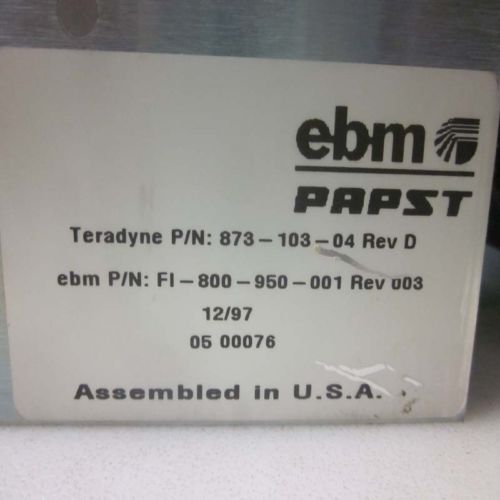 ebm
PAPST
Teradyne P/N: 873-103-04 Rev D
ebm P/N: FI-800-950-001 Rev 003
12/97
05 00076
Assembled in U.S.A.